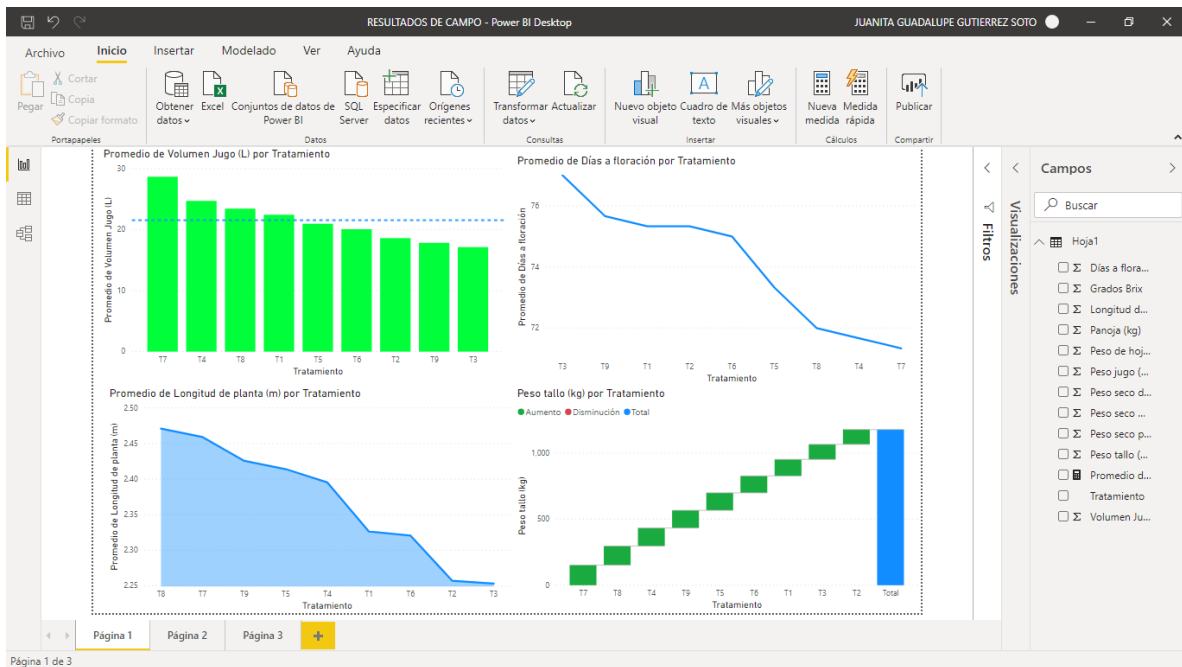 RESULTADOS DE CAMPO - Power BI Desktop
JUANITA GUADALUPE GUTIERREZ SOTO
Archivo Inicio Insertar Modelado Ver Ayuda
Pegar
Cortar
Copia
Copiar formato
Portapapeles
Obtener datos
Excel
Conjuntos de datos de Power BI
SQL Server
Especificar datos
Orígenes recientes
Datos
Transformar datos
Actualizar
Consultas
Nuevo objeto visual
Cuadro de texto
Más objetos visuales
Insertar
Nueva medida
Medida rápida
Cálculos
Publicar
Compartir
Promedio de Volumen Jugo (L) por Tratamiento
Promedio de Volumen Jugo (L)
30
20
10
0
T7 T4 T8 T1 T5 T6 T2 T9 T3
Tratamiento
Promedio de Días a floración por Tratamiento
Promedio de Días a floración
76
74
72
T3 T9 T1 T2 T6 T5 T8 T4 T7
Tratamiento
Promedio de Longitud de planta (m) por Tratamiento
Promedio de Longitud de planta (m)
2.50
2.45
2.40
2.35
2.30
2.25
T8 T7 T9 T5 T4 T1 T6 T2 T3
Tratamiento
Peso tallo (kg) por Tratamiento
Aumento Disminución Total
Peso tallo (kg)
1,000
500
0
T7 T8 T4 T9 T5 T6 T1 T3 T2 Total
Tratamiento
Filtros
Visualizaciones
Campos
Buscar
Hoja1
Días a flora...
Grados Brix
Longitud d...
Panoja (kg)
Peso de hoj...
Peso jugo (...
Peso seco d...
Peso seco ...
Peso seco p...
Peso tallo (...
Promedio d...
Tratamiento
Volumen Ju...
Página 1 Página 2 Página 3 +
Página 1 de 3